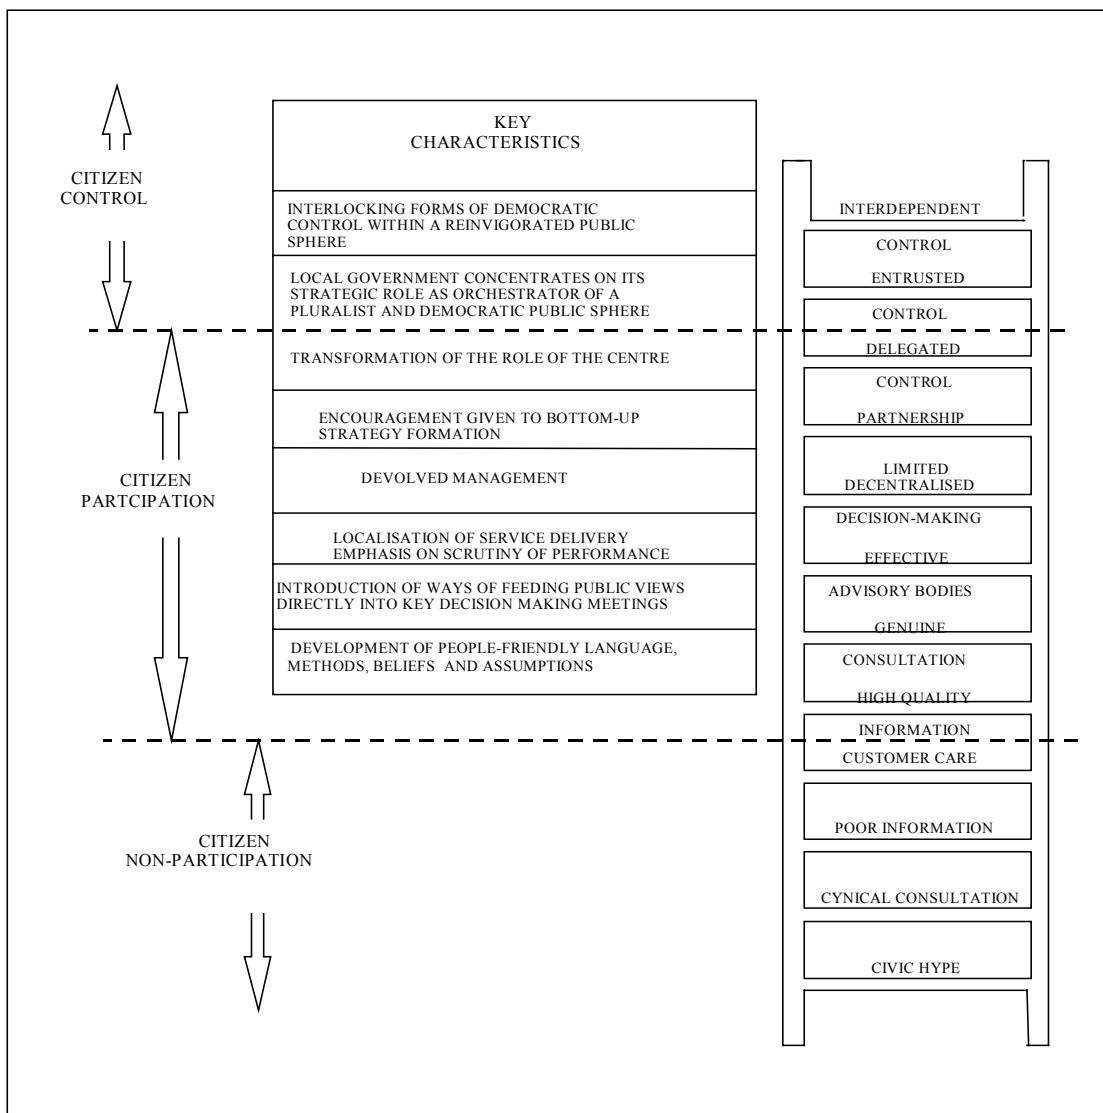 CITIZEN
CONTROL
CITIZEN
PARTCIPATION
CITIZEN
NON-PARTICIPATION
KEY
CHARACTERISTICS
INTERLOCKING FORMS OF DEMOCRATIC
CONTROL WITHIN A REINVIGORATED PUBLIC
SPHERE
LOCAL GOVERNMENT CONCENTRATES ON ITS
STRATEGIC ROLE AS ORCHESTRATOR OF A
PLURALIST AND DEMOCRATIC PUBLIC SPHERE
TRANSFORMATION OF THE ROLE OF THE CENTRE
ENCOURAGEMENT GIVEN TO BOTTOM-UP
STRATEGY FORMATION
DEVOLVED MANAGEMENT
LOCALISATION OF SERVICE DELIVERY
EMPHASIS ON SCRUTINY OF PERFORMANCE
INTRODUCTION OF WAYS OF FEEDING PUBLIC VIEWS
DIRECTLY INTO KEY DECISION MAKING MEETINGS
DEVELOPMENT OF PEOPLE-FRIENDLY LANGUAGE,
METHODS, BELIEFS AND ASSUMPTIONS
INTERDEPENDENT
CONTROL
ENTRUSTED
CONTROL
DELEGATED
CONTROL
PARTNERSHIP
LIMITED
DECENTRALISED
DECISION-MAKING
EFFECTIVE
ADVISORY BODIES
GENUINE
CONSULTATION
HIGH QUALITY
INFORMATION
CUSTOMER CARE
POOR INFORMATION
CYNICAL CONSULTATION
CIVIC HYPE